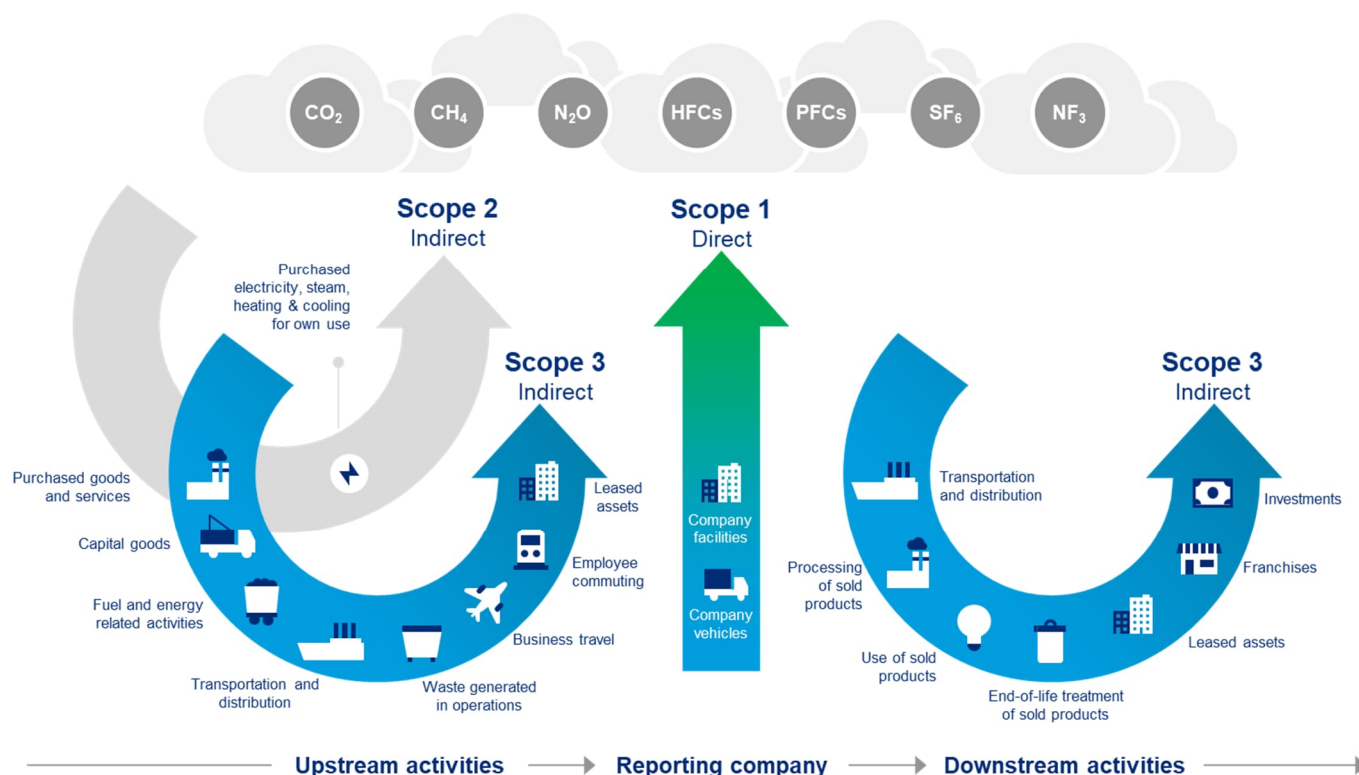 CO₂
CH₄
N₂O
HFCs
PFCs
SF₆
NF₃
Scope 2
Indirect
Scope 1
Direct
Purchased
electricity, steam,
heating & cooling
for own use
Scope 3
Indirect
Scope 3
Indirect
Purchased goods
and services
Capital goods
Fuel and energy
related activities
Transportation and
distribution
Waste generated
in operations
Business travel
Employee
commuting
Leased
assets
Company
facilities
Company
vehicles
Transportation
and distribution
Processing
of sold
products
Use of sold
products
End-of-life treatment
of sold products
Leased assets
Franchises
Investments
Upstream activities
Reporting company
Downstream activities